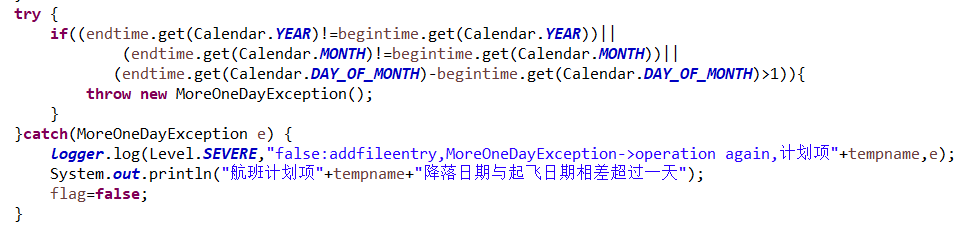 try {
if((endtime.get(Calendar.YEAR)!=begintime.get(Calendar.YEAR))||
(endtime.get(Calendar.MONTH)!=begintime.get(Calendar.MONTH))||
(endtime.get(Calendar.DAY_OF_MONTH)-begintime.get(Calendar.DAY_OF_MONTH)>1)){
throw new MoreOneDayException();
}
}catch(MoreOneDayException e) {
logger.log(Level.SEVERE,"false:addfileentry,MoreOneDayException->operation again,计划项"+tempname,e);
System.out.println("航班计划项"+tempname+"降落日期与起飞日期相差超过一天");
flag=false;
}